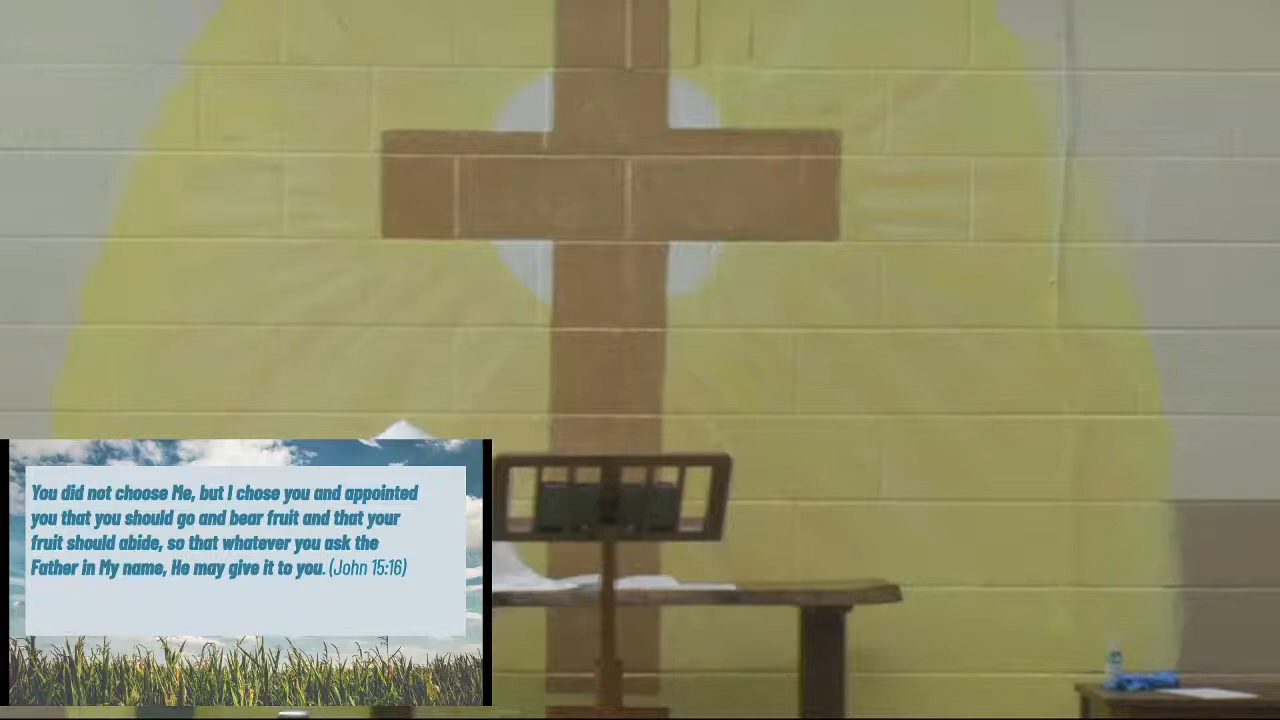 You did not choose Me, but I chose you and appointed
you that you should go and bear fruit and that your
fruit should abide, so that whatever you ask the
Father in My name, He may give it to you. (John 15:16)